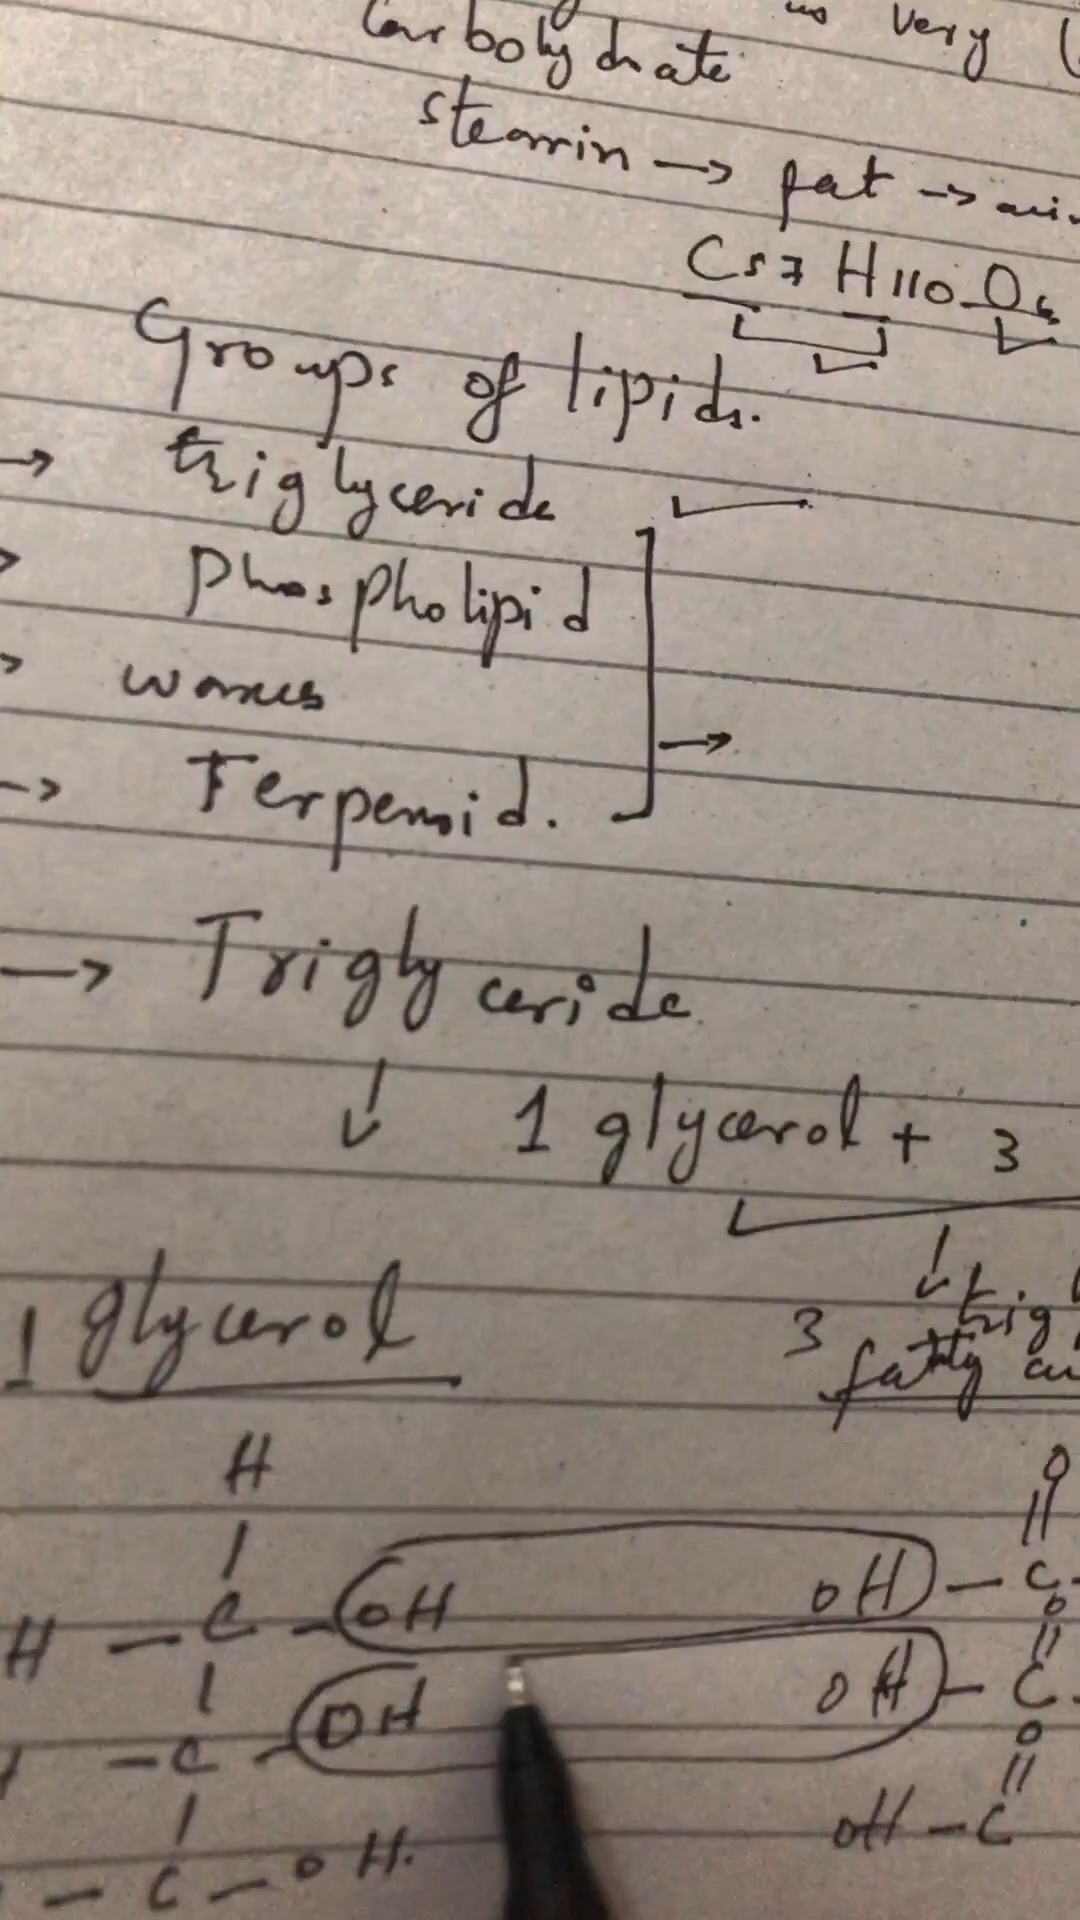 no very
Carbohydrate
stearin → fat →
C57 H110 O6
Groups of lipids.
→ triglyceride
phospholipid
waxes
→ Terpenoid.
→ Triglyceride
↓ 1 glycerol + 3
1 glycerol
3 fatty
H
O
H - C - OH OH - C -
O
- C - OH OH - C -
O
- C - OH. OH - C